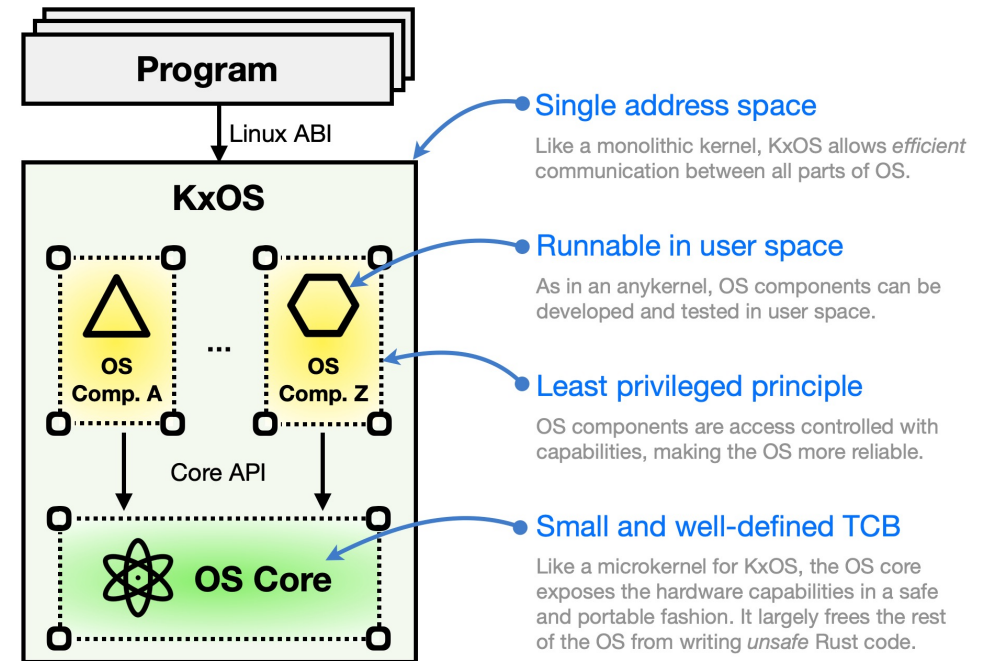 Program
Linux ABI
KxOS
OS
Comp. A
...
OS
Comp. Z
Core API
OS Core
Single address space
Like a monolithic kernel, KxOS allows efficient
communication between all parts of OS.
Runnable in user space
As in an anykernel, OS components can be
developed and tested in user space.
Least privileged principle
OS components are access controlled with
capabilities, making the OS more reliable.
Small and well-defined TCB
Like a microkernel for KxOS, the OS core
exposes the hardware capabilities in a safe
and portable fashion. It largely frees the rest
of the OS from writing unsafe Rust code.